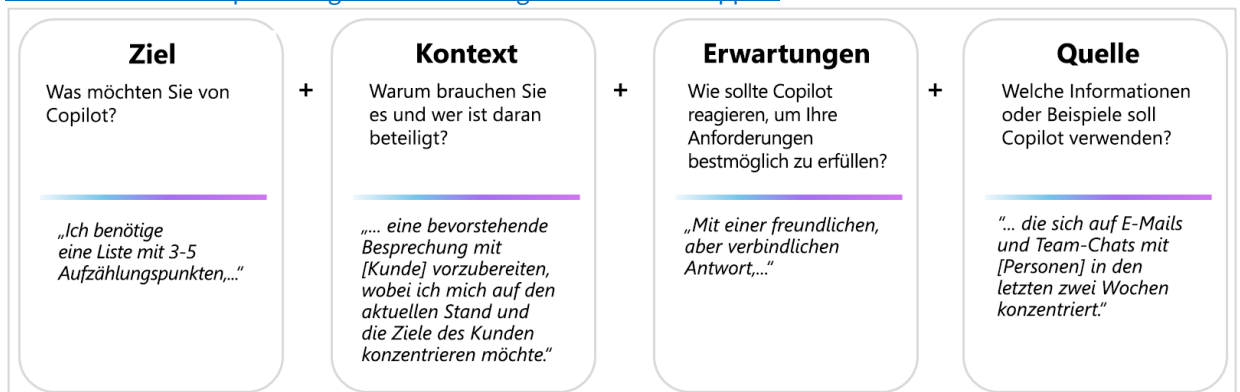 Ziel
Was möchten Sie von
Copilot?
„Ich benötige
eine Liste mit 3-5
Aufzählungspunkten,...“
+
Kontext
Warum brauchen Sie
es und wer ist daran
beteiligt?
„... eine bevorstehende
Besprechung mit
[Kunde] vorzubereiten,
wobei ich mich auf den
aktuellen Stand und
die Ziele des Kunden
konzentrieren möchte.“
+
Erwartungen
Wie sollte Copilot
reagieren, um Ihre
Anforderungen
bestmöglich zu erfüllen?
„Mit einer freundlichen,
aber verbindlichen
Antwort,...“
+
Quelle
Welche Informationen
oder Beispiele soll
Copilot verwenden?
“... die sich auf E-Mails
und Team-Chats mit
[Personen] in den
letzten zwei Wochen
konzentriert.“